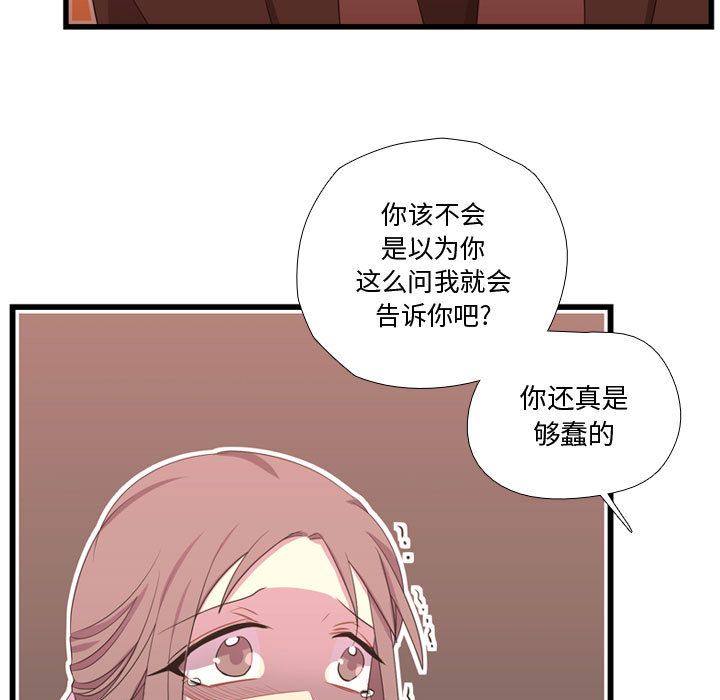 你该不会
是以为你
这么问我就会
告诉你吧?
你还真是
够蠢的